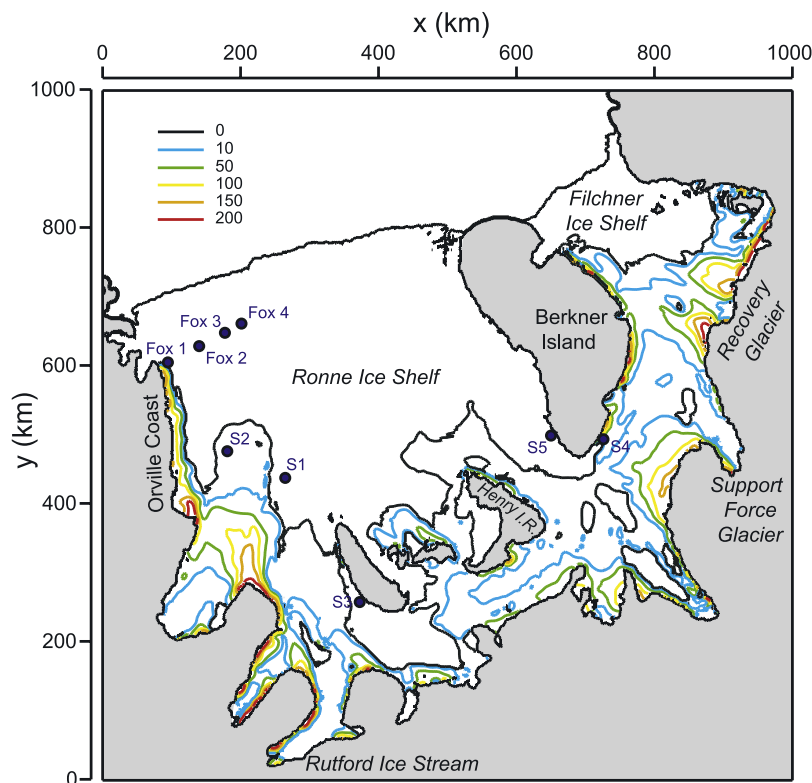 x (km)
0 200 400 600 800 1000
1000
0
10
50
100
150
200
Filchner
Ice Shelf
800
Fox 4
Fox 3
Fox 2
Fox 1
Berkner
Island
Recovery
Glacier
600
Ronne Ice Shelf
y (km)
Orville Coast
S2
S1
S5
S4
400
Henry I.R.
Support
Force
Glacier
S3
200
Rutford Ice Stream
0